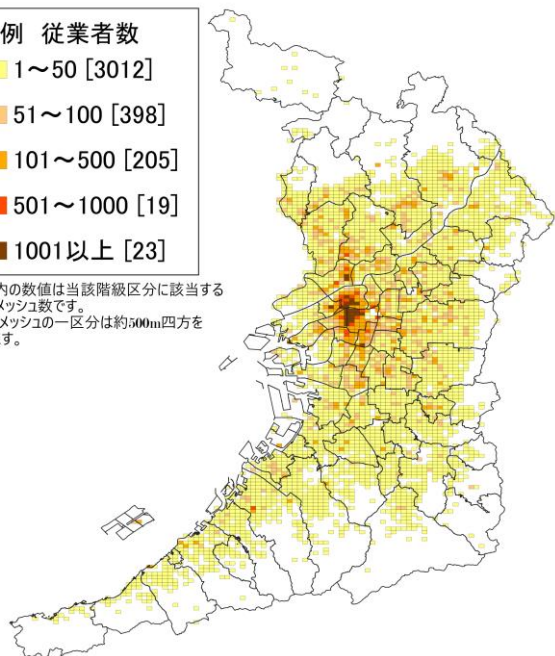 例 従業者数
1～50 [3012]
51～100 [398]
101～500 [205]
501～1000 [19]
1001以上 [23]
内の数値は当該階級区分に該当する
メッシュ数です。
メッシュの一区分は約500m四方を
す。